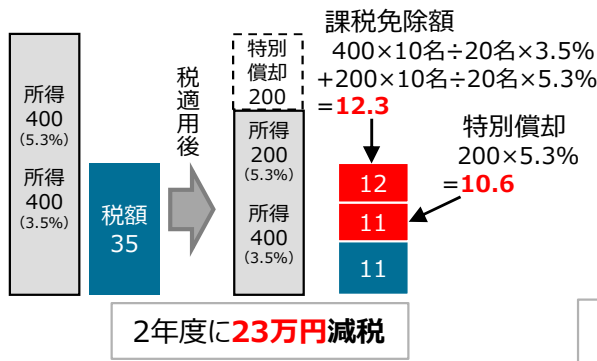 所得
400
(5.3%)
所得
400
(3.5%)
税額
35
税適用後
特別
償却
200
所得
200
(5.3%)
所得
400
(3.5%)
課税免除額
400×10名÷20名×3.5%
+200×10名÷20名×5.3%
=12.3
特別償却
200×5.3%
=10.6
12
11
11
2年度に23万円減税